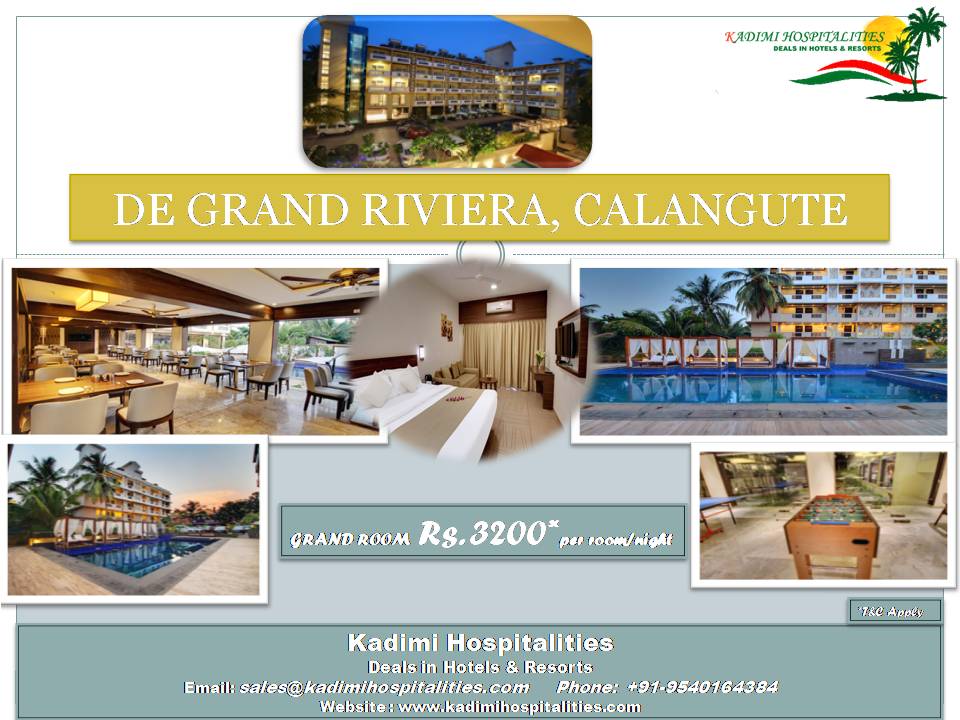 KADIMI HOSPITALITIES
DEALS IN HOTELS & RESORTS
DE GRAND RIVIERA, CALANGUTE
GRAND ROOM Rs.3200* per room/night
*T&C Apply
Kadimi Hospitalities
Deals in Hotels & Resorts
Email: sales@kadimihospitalities.com Phone: +91-9540164384
Website : www.kadimihospitalities.com